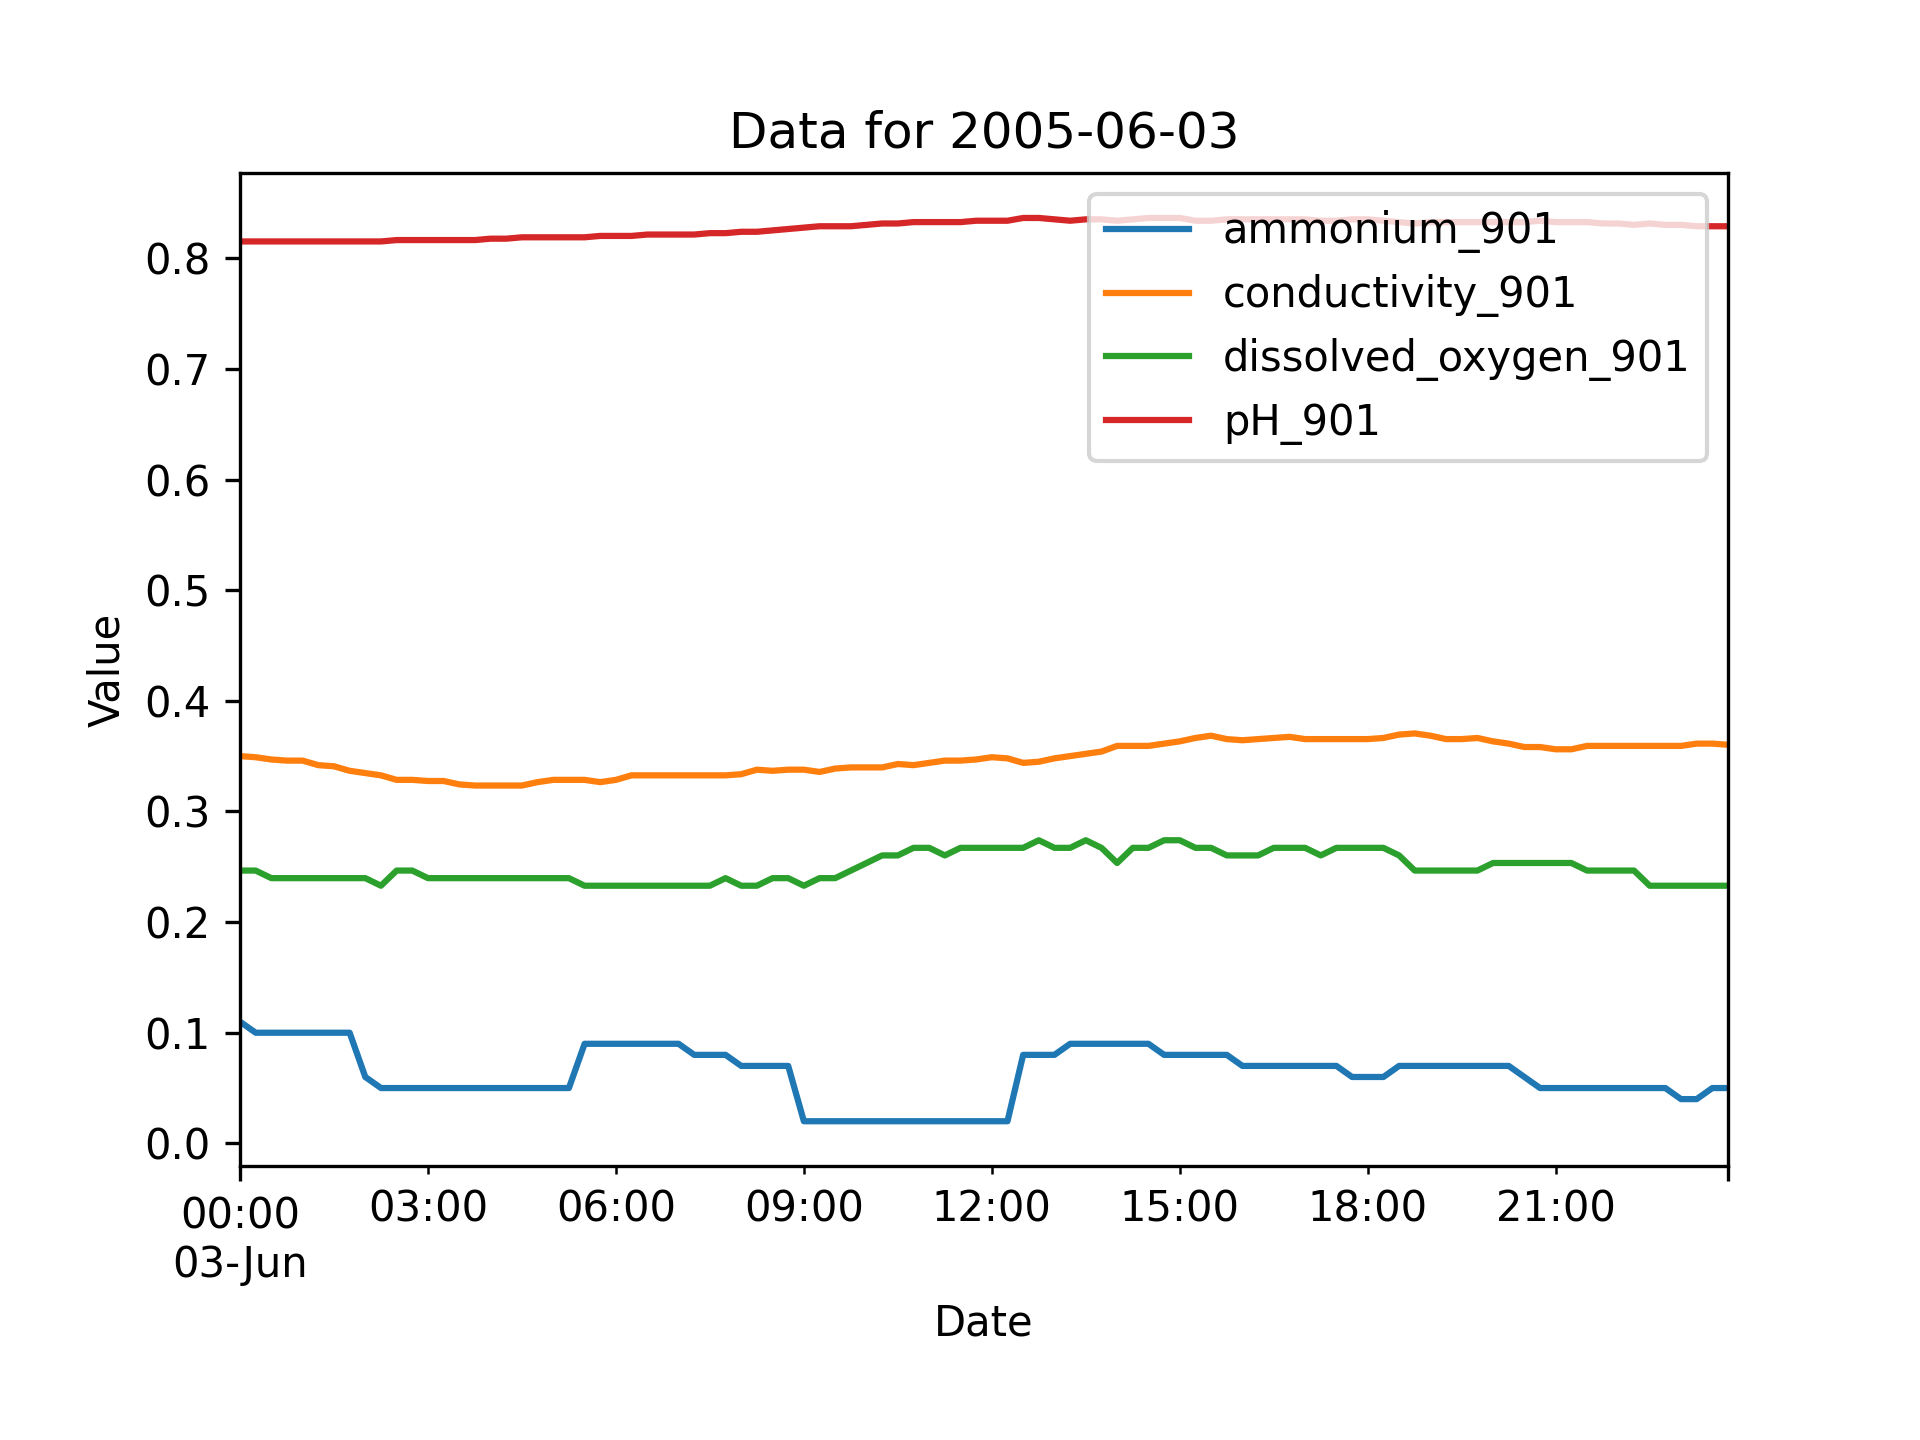 Data for 2005-06-03
ammonium_901
conductivity_901
dissolved_oxygen_901
pH_901
0.8
0.7
0.6
0.5
0.4
0.3
0.2
0.1
0.0
Value
00:00 03:00 06:00 09:00 12:00 15:00 18:00 21:00
03-Jun
Date